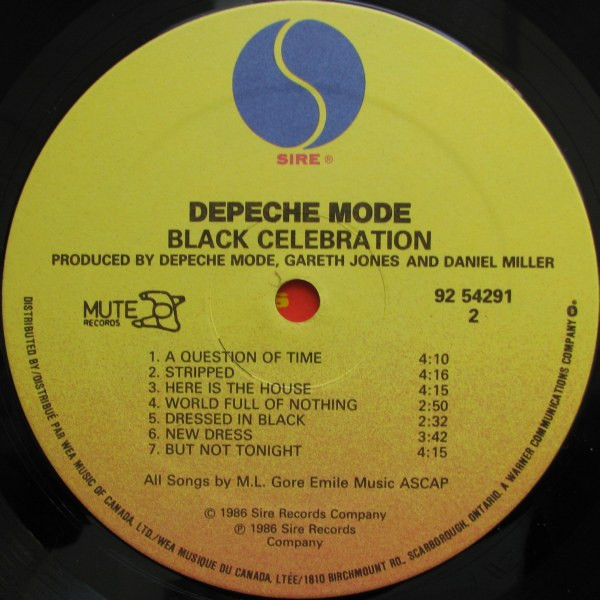 SIRE ®
DEPECHE MODE
BLACK CELEBRATION
PRODUCED BY DEPECHE MODE, GARETH JONES AND DANIEL MILLER
MUTE
RECORDS
92 54291
2
1. A QUESTION OF TIME 4:10
2. STRIPPED 4:16
3. HERE IS THE HOUSE 4:15
4. WORLD FULL OF NOTHING 2:50
5. DRESSED IN BLACK 2:32
6. NEW DRESS 3:42
7. BUT NOT TONIGHT 4:15
All Songs by M.L. Gore Emile Music ASCAP
© 1986 Sire Records Company
℗ 1986 Sire Records
Company
DISTRIBUTED BY/DISTRIBUÉ PAR WEA MUSIC OF CANADA, LTD./WEA MUSIQUE DU CANADA, LTÉE/1810 BIRCHMOUNT RD., SCARBOROUGH, ONTARIO. A WARNER COMMUNICATIONS COMPANY